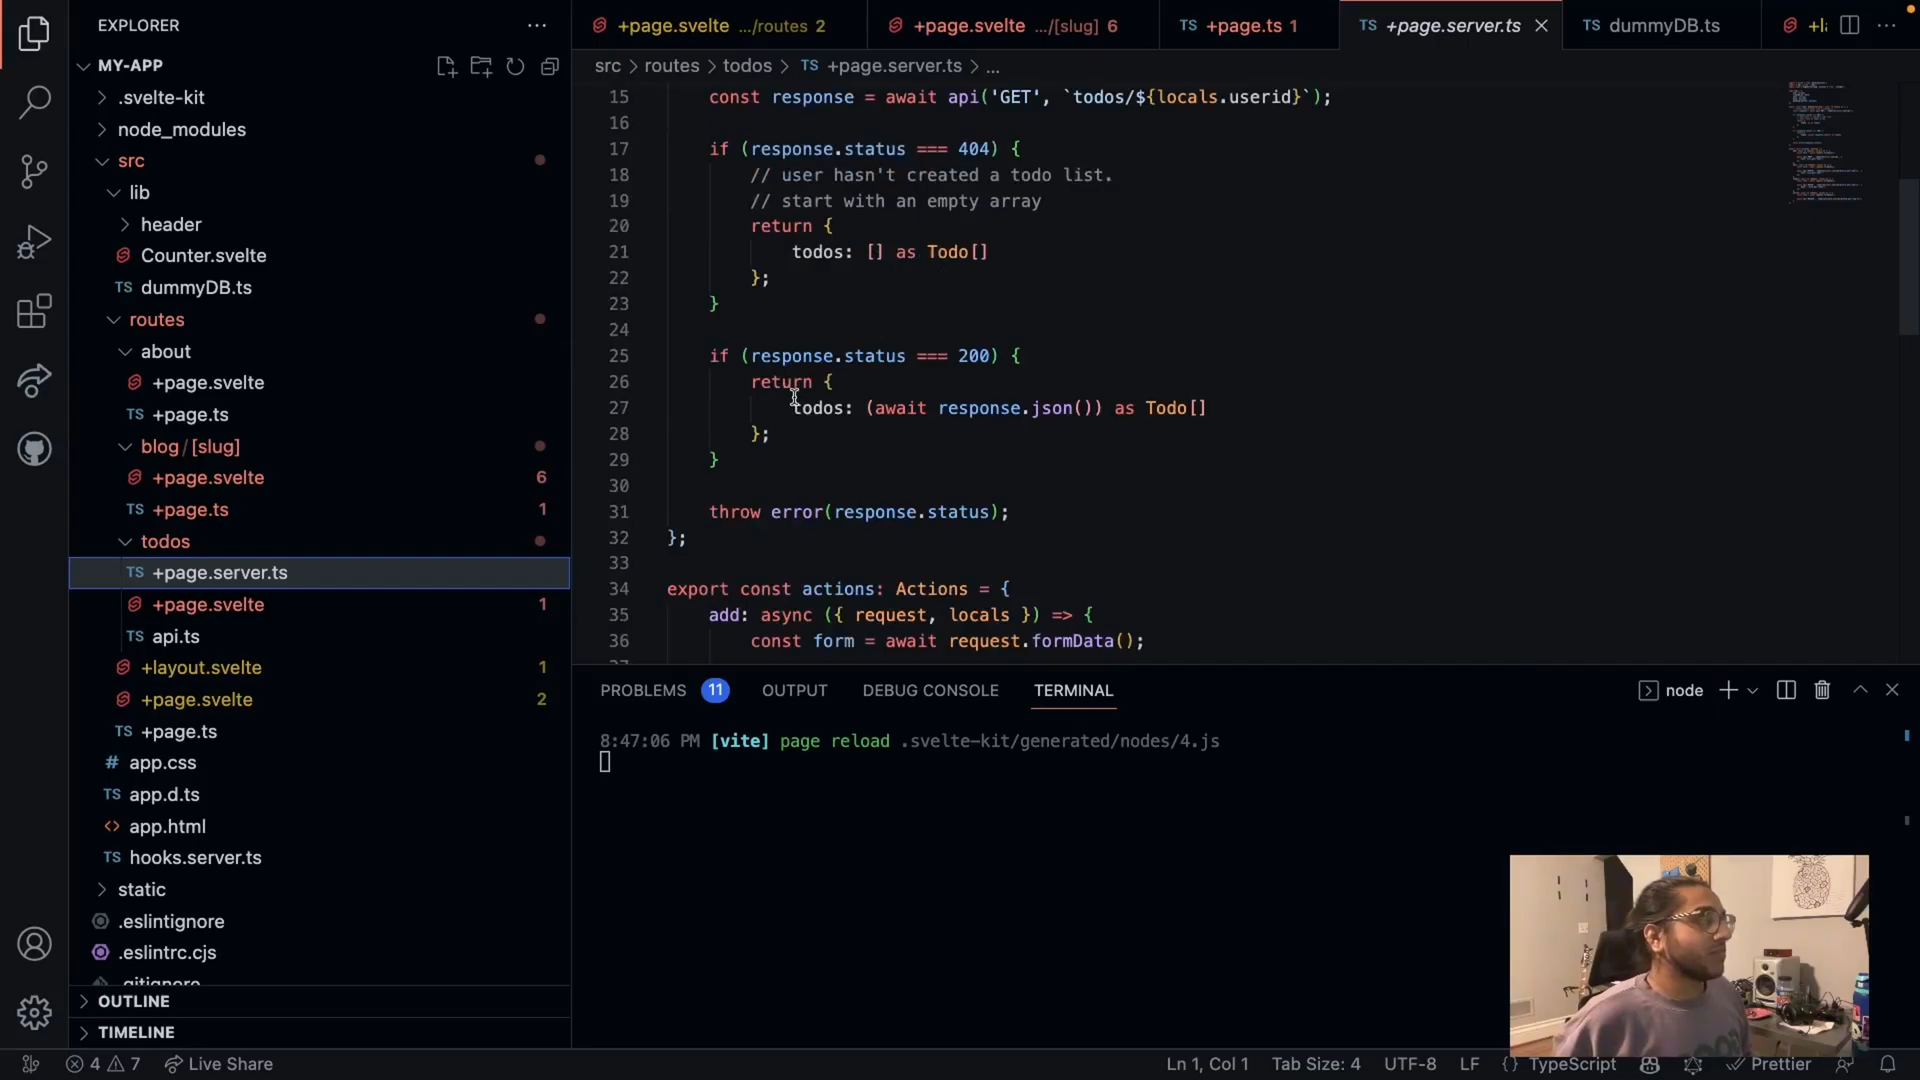 EXPLORER
MY-APP
.svelte-kit
node_modules
src
lib
header
Counter.svelte
TS dummyDB.ts
routes
about
+page.svelte
TS +page.ts
blog/[slug]
+page.svelte 6
TS +page.ts 1
todos
TS +page.server.ts
+page.svelte 1
TS api.ts
+layout.svelte 1
+page.svelte 2
TS +page.ts
# app.css
TS app.d.ts
<> app.html
TS hooks.server.ts
static
.eslintignore
.eslintrc.cjs
.gitignore
OUTLINE
TIMELINE
+page.svelte .../routes 2
+page.svelte .../[slug] 6
TS +page.ts 1
TS +page.server.ts
TS dummyDB.ts
src > routes > todos > TS +page.server.ts > ...
15 const response = await api('GET', `todos/${locals.userid}`);
16
17 if (response.status === 404) {
18 // user hasn't created a todo list.
19 // start with an empty array
20 return {
21 todos: [] as Todo[]
22 };
23 }
24
25 if (response.status === 200) {
26 return {
27 todos: (await response.json()) as Todo[]
28 };
29 }
30
31 throw error(response.status);
32 };
33
34 export const actions: Actions = {
35 add: async ({ request, locals }) => {
36 const form = await request.formData();
PROBLEMS 11 OUTPUT DEBUG CONSOLE TERMINAL
node
8:47:06 PM [vite] page reload .svelte-kit/generated/nodes/4.js
4 7 Live Share
Ln 1, Col 1 Tab Size: 4 UTF-8 LF {} TypeScript Prettier